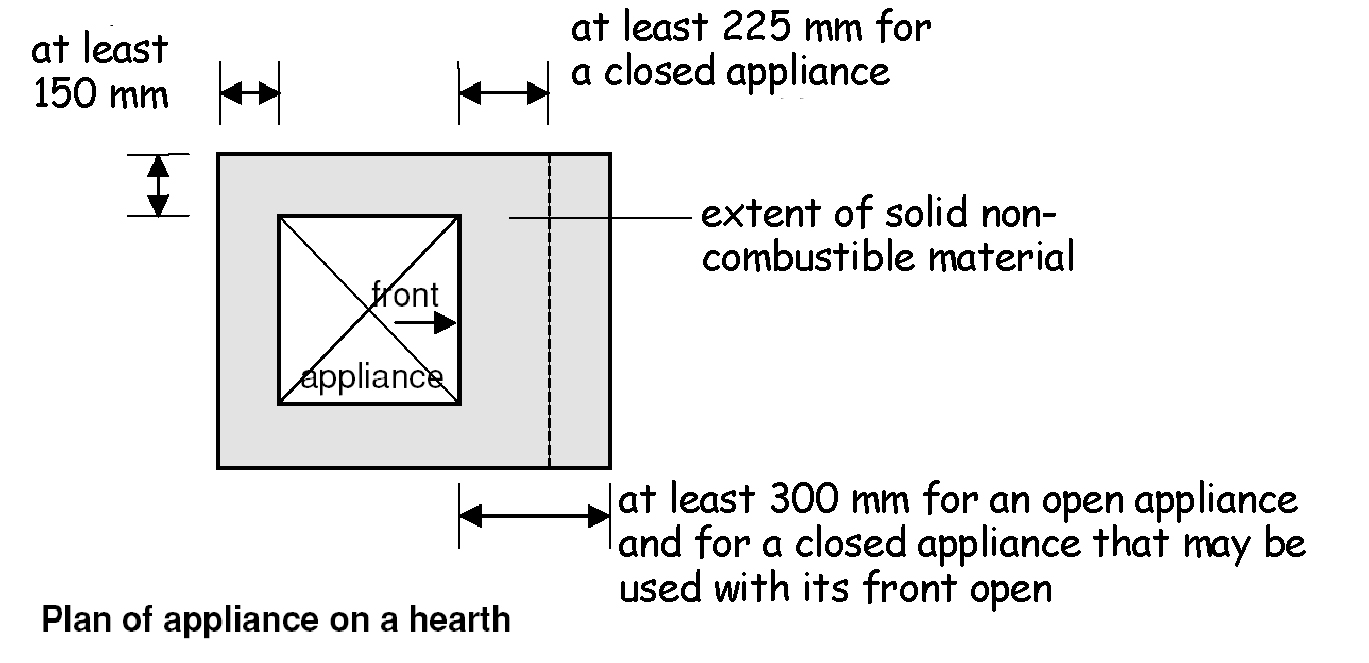 at least
150 mm
at least 225 mm for
a closed appliance
extent of solid non-
combustible material
front
appliance
at least 300 mm for an open appliance
and for a closed appliance that may be
used with its front open
Plan of appliance on a hearth